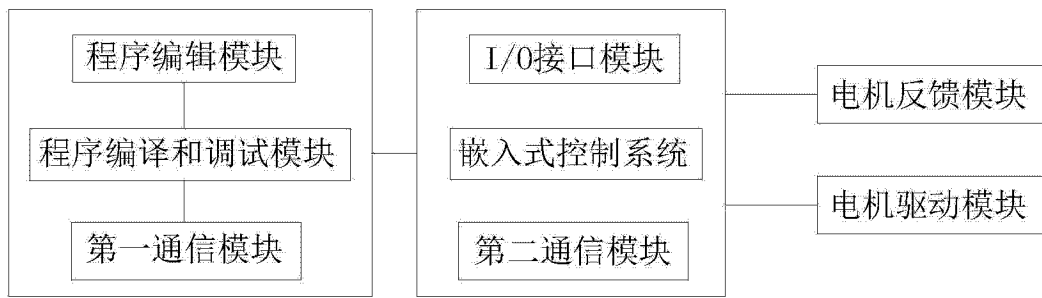 程序编辑模块
程序编译和调试模块
第一通信模块
I/O接口模块
嵌入式控制系统
第二通信模块
电机反馈模块
电机驱动模块